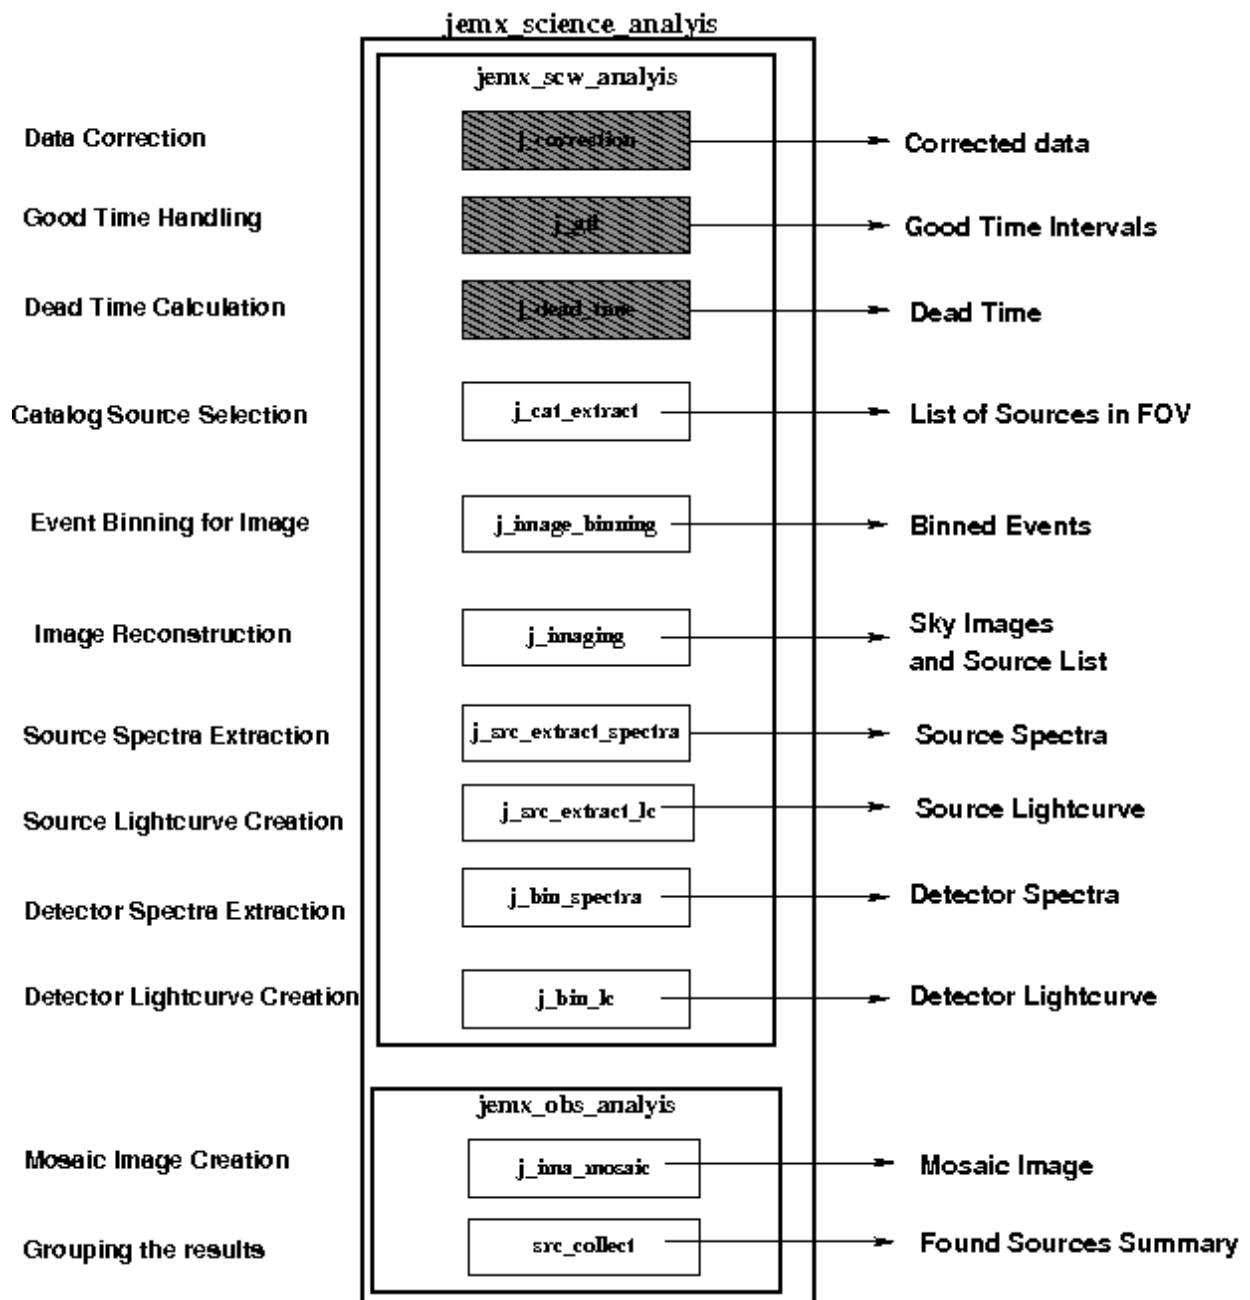 jemx_science_analyis
jemx_scw_analyis
Data Correction
j_correction
Corrected data
Good Time Handling
j_gti
Good Time Intervals
Dead Time Calculation
j_dead_time
Dead Time
Catalog Source Selection
j_cat_extract
List of Sources in FOV
Event Binning for Image
j_image_binning
Binned Events
Image Reconstruction
j_imaging
Sky Images
and Source List
Source Spectra Extraction
j_src_extract_spectra
Source Spectra
Source Lightcurve Creation
j_src_extract_lc
Source Lightcurve
Detector Spectra Extraction
j_bin_spectra
Detector Spectra
Detector Lightcurve Creation
j_bin_lc
Detector Lightcurve
jemx_obs_analyis
Mosaic Image Creation
j_ima_mosaic
Mosaic Image
Grouping the results
src_collect
Found Sources Summary